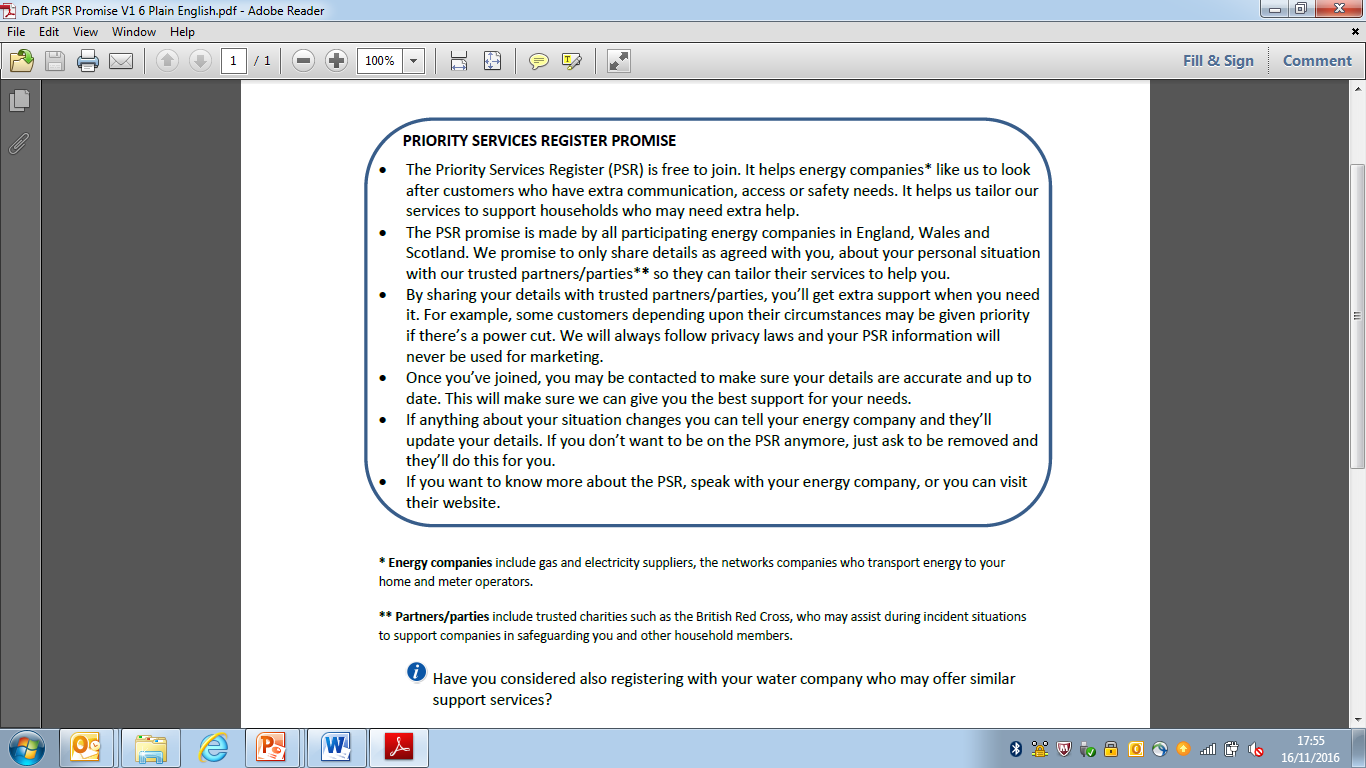 Draft PSR Promise V1 6 Plain English.pdf - Adobe Reader
File Edit View Window Help
1 / 1 100% Fill & Sign Comment
PRIORITY SERVICES REGISTER PROMISE
• The Priority Services Register (PSR) is free to join. It helps energy companies* like us to look
after customers who have extra communication, access or safety needs. It helps us tailor our
services to support households who may need extra help.
• The PSR promise is made by all participating energy companies in England, Wales and
Scotland. We promise to only share details as agreed with you, about your personal situation
with our trusted partners/parties** so they can tailor their services to help you.
• By sharing your details with trusted partners/parties, you’ll get extra support when you need
it. For example, some customers depending upon their circumstances may be given priority
if there’s a power cut. We will always follow privacy laws and your PSR information will
never be used for marketing.
• Once you’ve joined, you may be contacted to make sure your details are accurate and up to
date. This will make sure we can give you the best support for your needs.
• If anything about your situation changes you can tell your energy company and they’ll
update your details. If you don’t want to be on the PSR anymore, just ask to be removed and
they’ll do this for you.
• If you want to know more about the PSR, speak with your energy company, or you can visit
their website.
* Energy companies include gas and electricity suppliers, the networks companies who transport energy to your
home and meter operators.
** Partners/parties include trusted charities such as the British Red Cross, who may assist during incident situations
to support companies in safeguarding you and other household members.
Have you considered also registering with your water company who may offer similar
support services?
17:55
16/11/2016